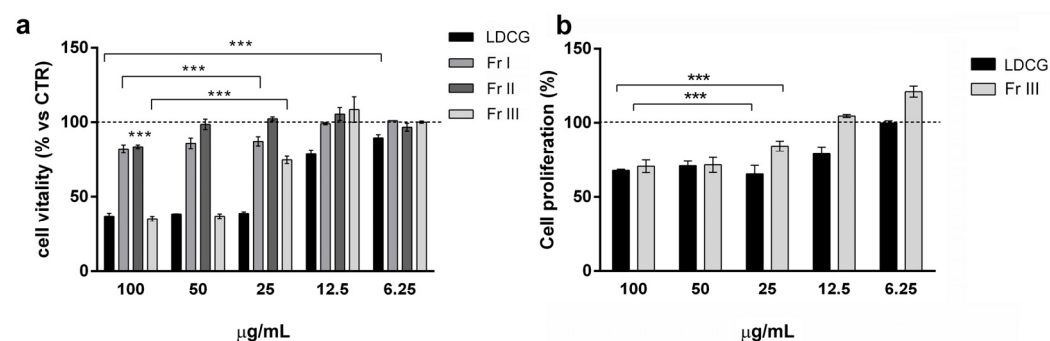 a
cell vitality (% vs CTR)
150
100
50
0
***
***
***
***
LDCG
Fr I
Fr II
Fr III
100 50 25 12.5 6.25
μg/mL
b
Cell proliferation (%)
150
100
50
0
***
***
LDCG
Fr III
100 50 25 12.5 6.25
μg/mL